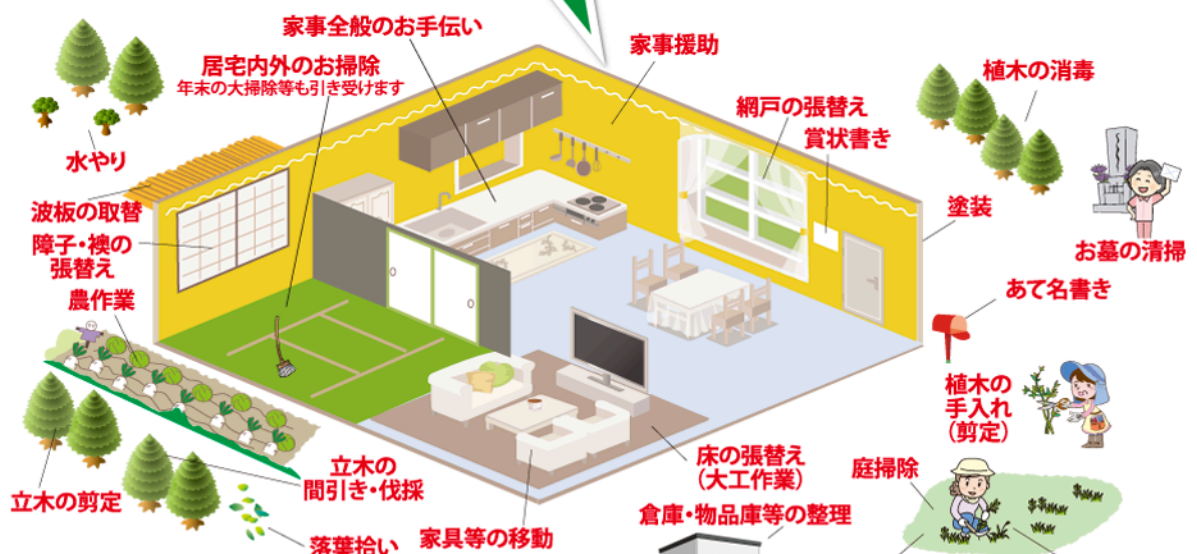 家事全般のお手伝い
家事援助
居宅内外のお掃除
年末の大掃除等も引き受けます
植木の消毒
網戸の張替え
賞状書き
水やり
波板の取替
塗装
障子・襖の
張替え
お墓の清掃
農作業
あて名書き
植木の
手入れ
(剪定)
床の張替え
(大工作業)
立木の
間引き・伐採
庭掃除
立木の剪定
倉庫・物品庫等の整理
家具等の移動
落葉拾い